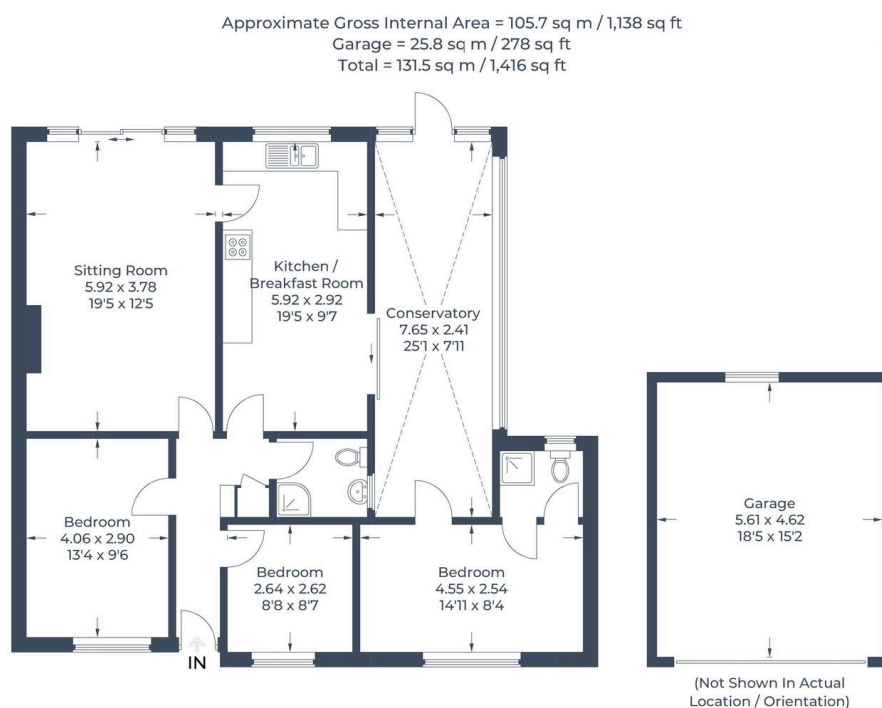 Approximate Gross Internal Area = 105.7 sq m / 1,138 sq ft
Garage = 25.8 sq m / 278 sq ft
Total = 131.5 sq m / 1,416 sq ft
Sitting Room
5.92 x 3.78
19'5 x 12'5
Kitchen /
Breakfast Room
5.92 x 2.92
19'5 x 9'7
Conservatory
7.65 x 2.41
25'1 x 7'11
Bedroom
4.06 x 2.90
13'4 x 9'6
Bedroom
2.64 x 2.62
8'8 x 8'7
Bedroom
4.55 x 2.54
14'11 x 8'4
IN
Garage
5.61 x 4.62
18'5 x 15'2
(Not Shown In Actual
Location / Orientation)